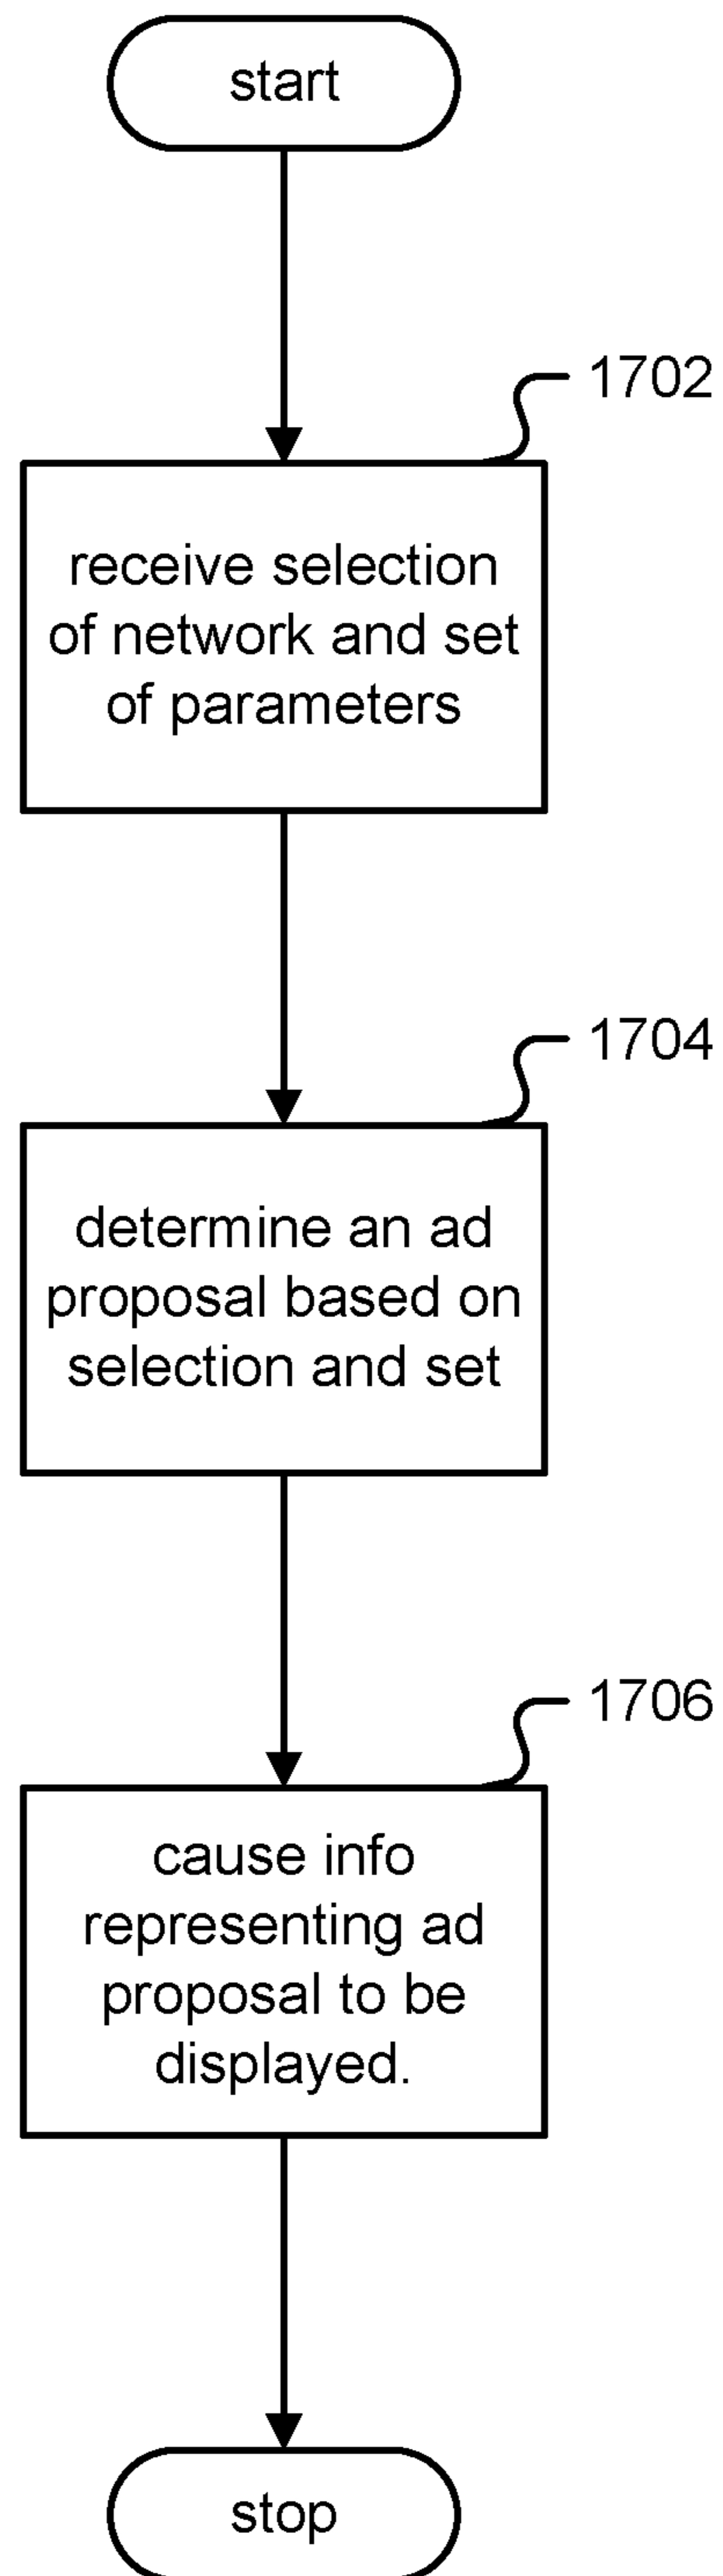 start
1702
receive selection
of network and set
of parameters
1704
determine an ad
proposal based on
selection and set
1706
cause info
representing ad
proposal to be
displayed.
stop